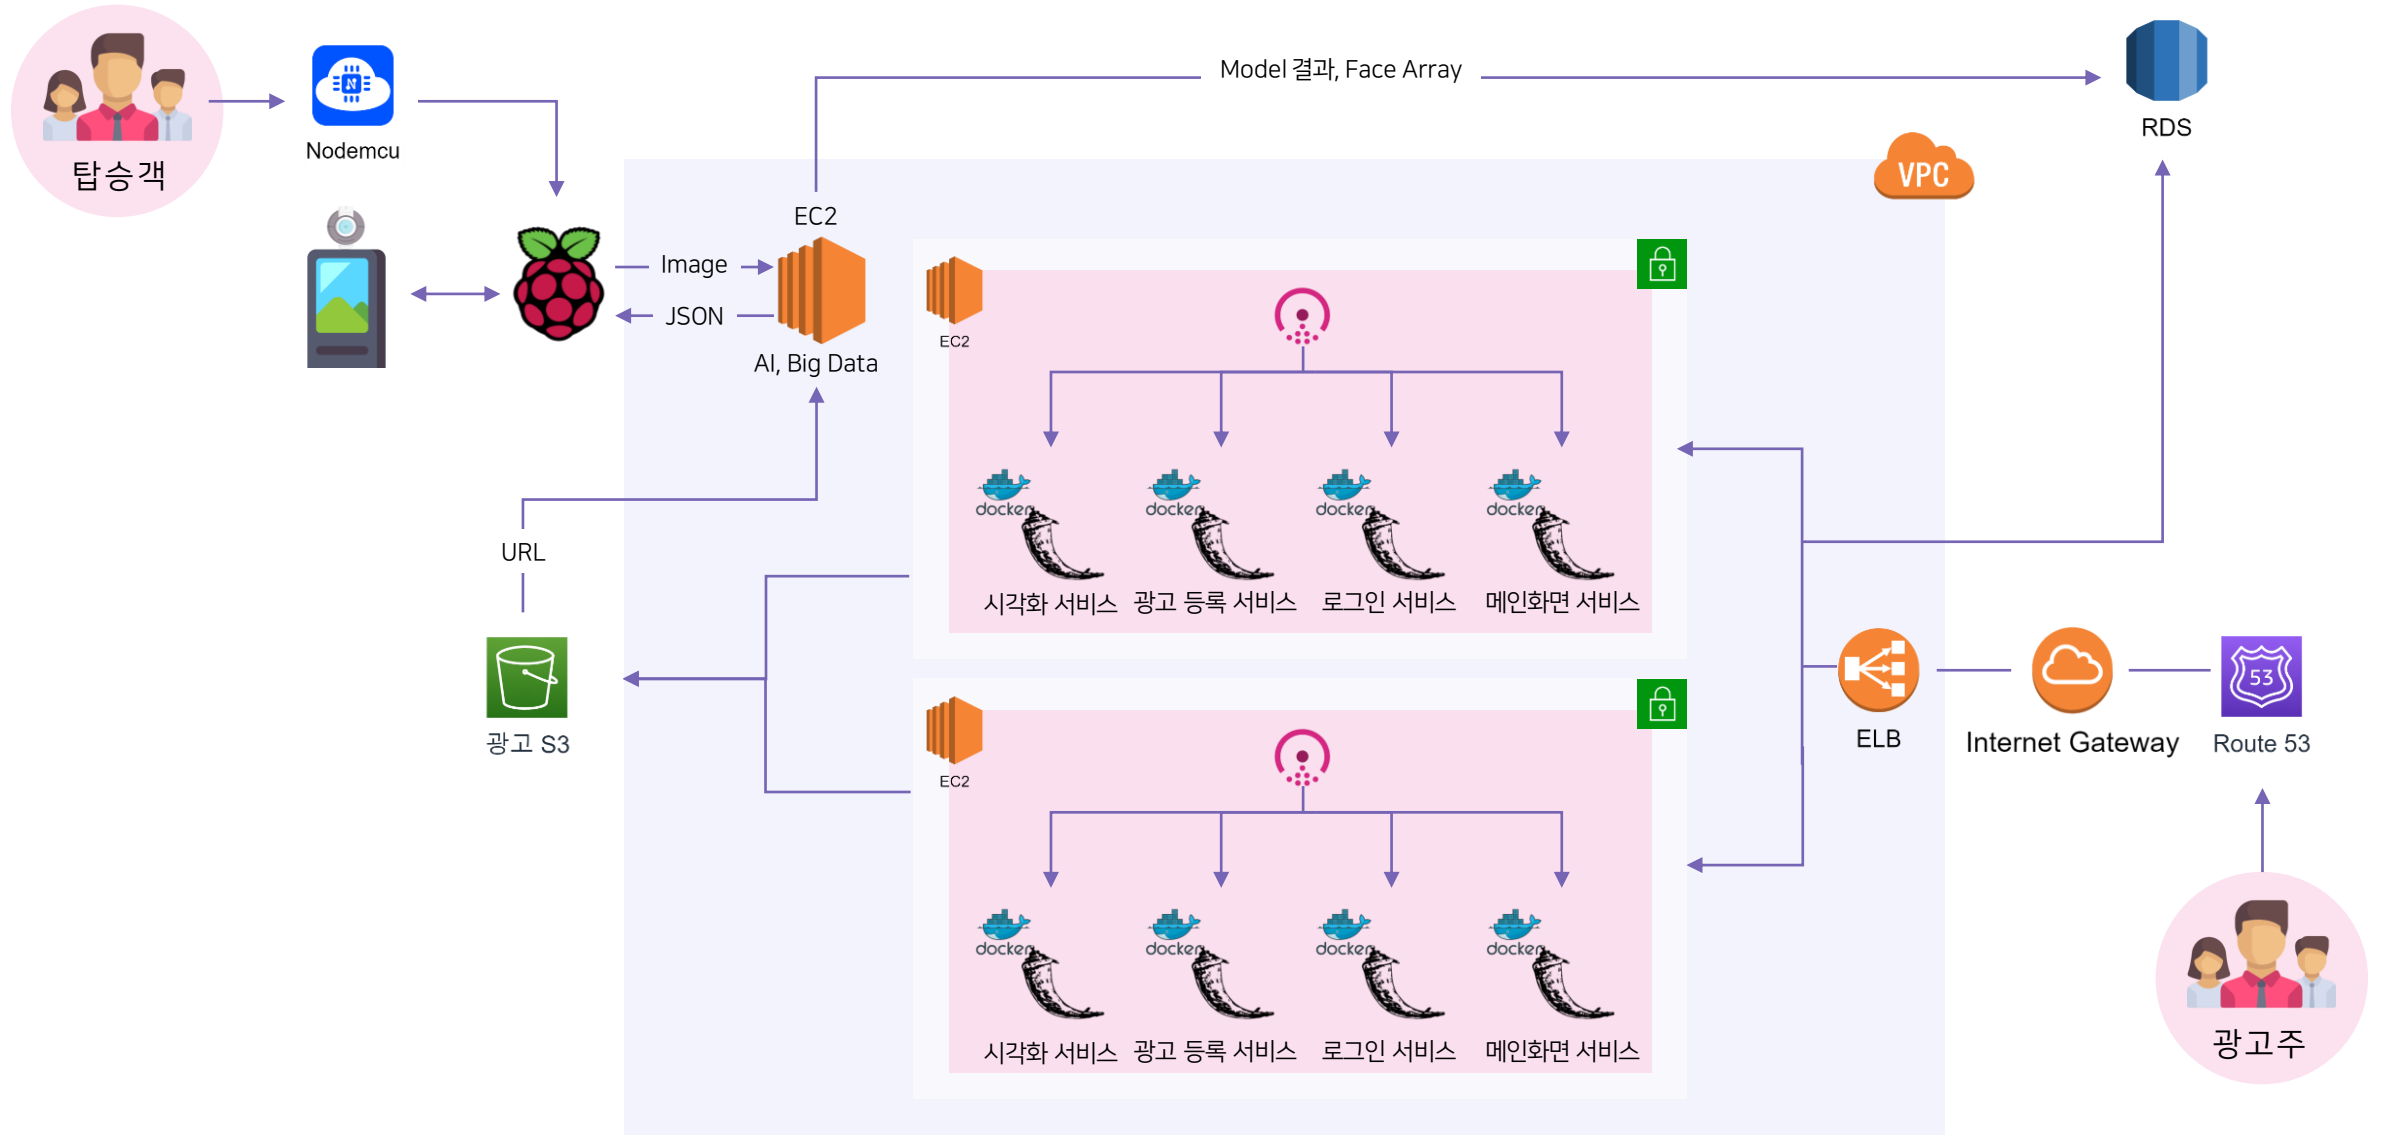 탑승객
Nodemcu
Model 결과, Face Array
RDS
VPC
EC2
Image
JSON
AI, Big Data
URL
광고 S3
EC2
docker
docker
docker
docker
시각화 서비스
광고 등록 서비스
로그인 서비스
메인화면 서비스
EC2
docker
docker
docker
docker
시각화 서비스
광고 등록 서비스
로그인 서비스
메인화면 서비스
ELB
Internet Gateway
53
Route 53
광고주
N